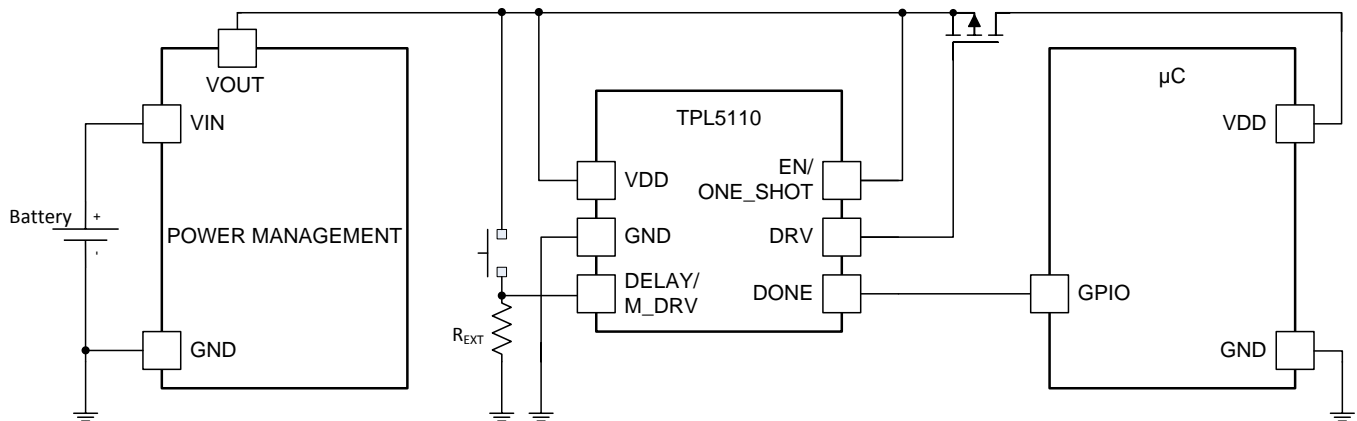 VOUT
VIN
Battery
+
-
POWER MANAGEMENT
GND
TPL5110
VDD
GND
DELAY/
M_DRV
EN/
ONE_SHOT
DRV
DONE
REXT
µC
VDD
GPIO
GND